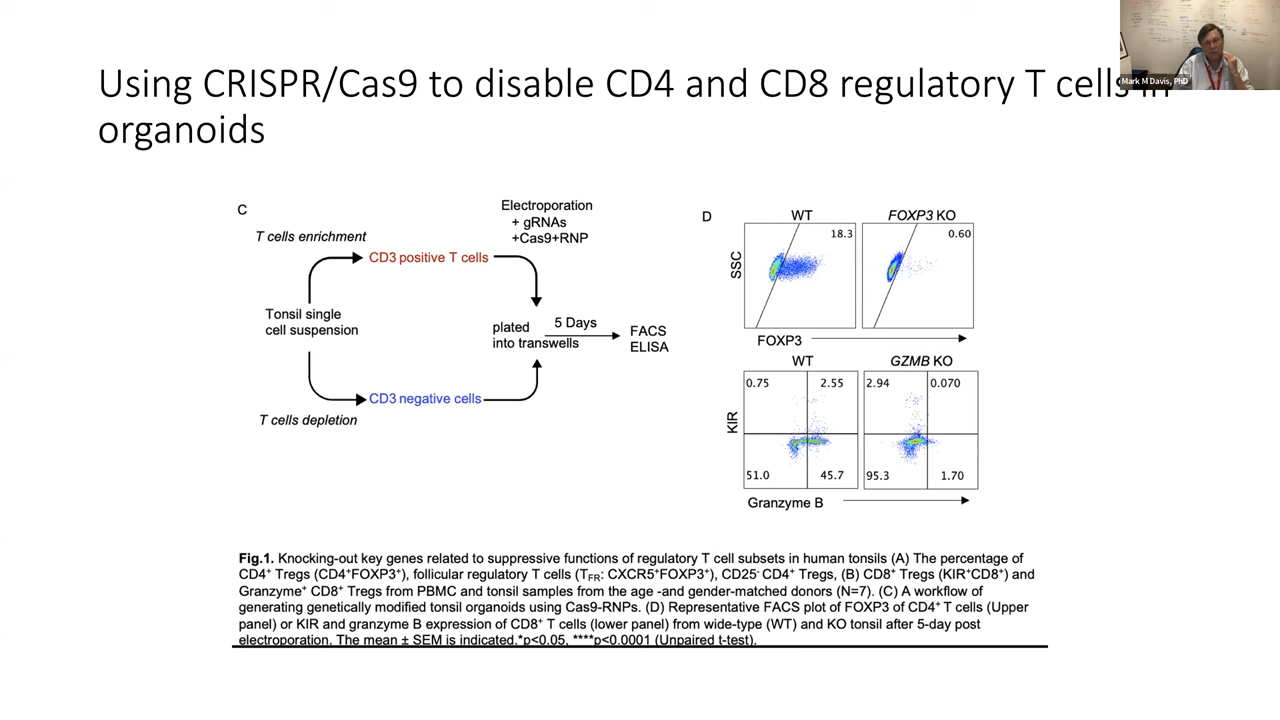 Using CRISPR/Cas9 to disable CD4 and CD8 regulatory T cells in
organoids
Mark M Davis, PhD
C
T cells enrichment
Electroporation
+ gRNAs
+Cas9+RNP
CD3 positive T cells
Tonsil single
cell suspension
plated
into transwells
5 Days
FACS
ELISA
CD3 negative cells
T cells depletion
D
WT
FOXP3 KO
18.3
0.60
SSC
FOXP3
WT
GZMB KO
0.75
2.55
2.94
0.070
KIR
51.0
45.7
95.3
1.70
Granzyme B
Fig.1. Knocking-out key genes related to suppressive functions of regulatory T cell subsets in human tonsils (A) The percentage of
CD4⁺ Tregs (CD4⁺FOXP3⁺), follicular regulatory T cells (TFR: CXCR5⁺FOXP3⁺), CD25⁻ CD4⁺ Tregs, (B) CD8⁺ Tregs (KIR⁺CD8⁺) and
Granzyme⁺ CD8⁺ Tregs from PBMC and tonsil samples from the age -and gender-matched donors (N=7). (C) A workflow of
generating genetically modified tonsil organoids using Cas9-RNPs. (D) Representative FACS plot of FOXP3 of CD4⁺ T cells (Upper
panel) or KIR and granzyme B expression of CD8⁺ T cells (lower panel) from wide-type (WT) and KO tonsil after 5-day post
electroporation. The mean ± SEM is indicated.*p<0.05, ****p<0.0001 (Unpaired t-test).